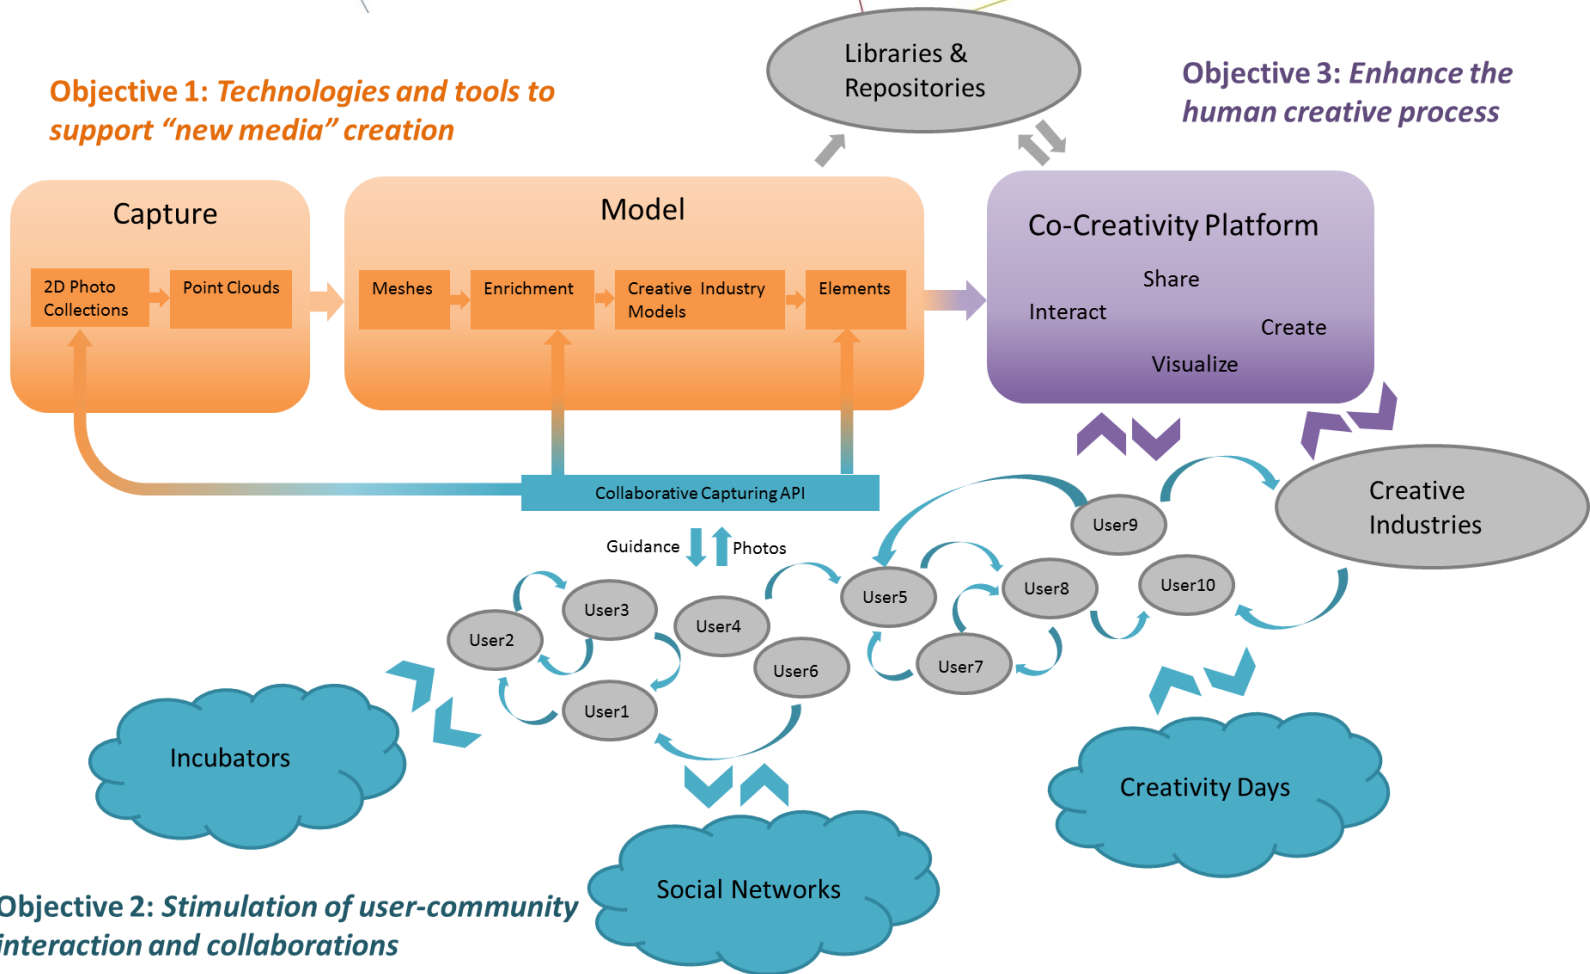 Libraries &
Repositories
Objective 1: Technologies and tools to
support “new media” creation
Objective 3: Enhance the
human creative process
Capture
2D Photo
Collections
Point Clouds
Model
Meshes
Enrichment
Creative Industry
Models
Elements
Co-Creativity Platform
Share
Interact
Create
Visualize
Collaborative Capturing API
Guidance
Photos
Creative
Industries
User9
User10
User8
User5
User7
User3
User4
User2
User6
User1
Incubators
Social Networks
Creativity Days
Objective 2: Stimulation of user-community
interaction and collaborations